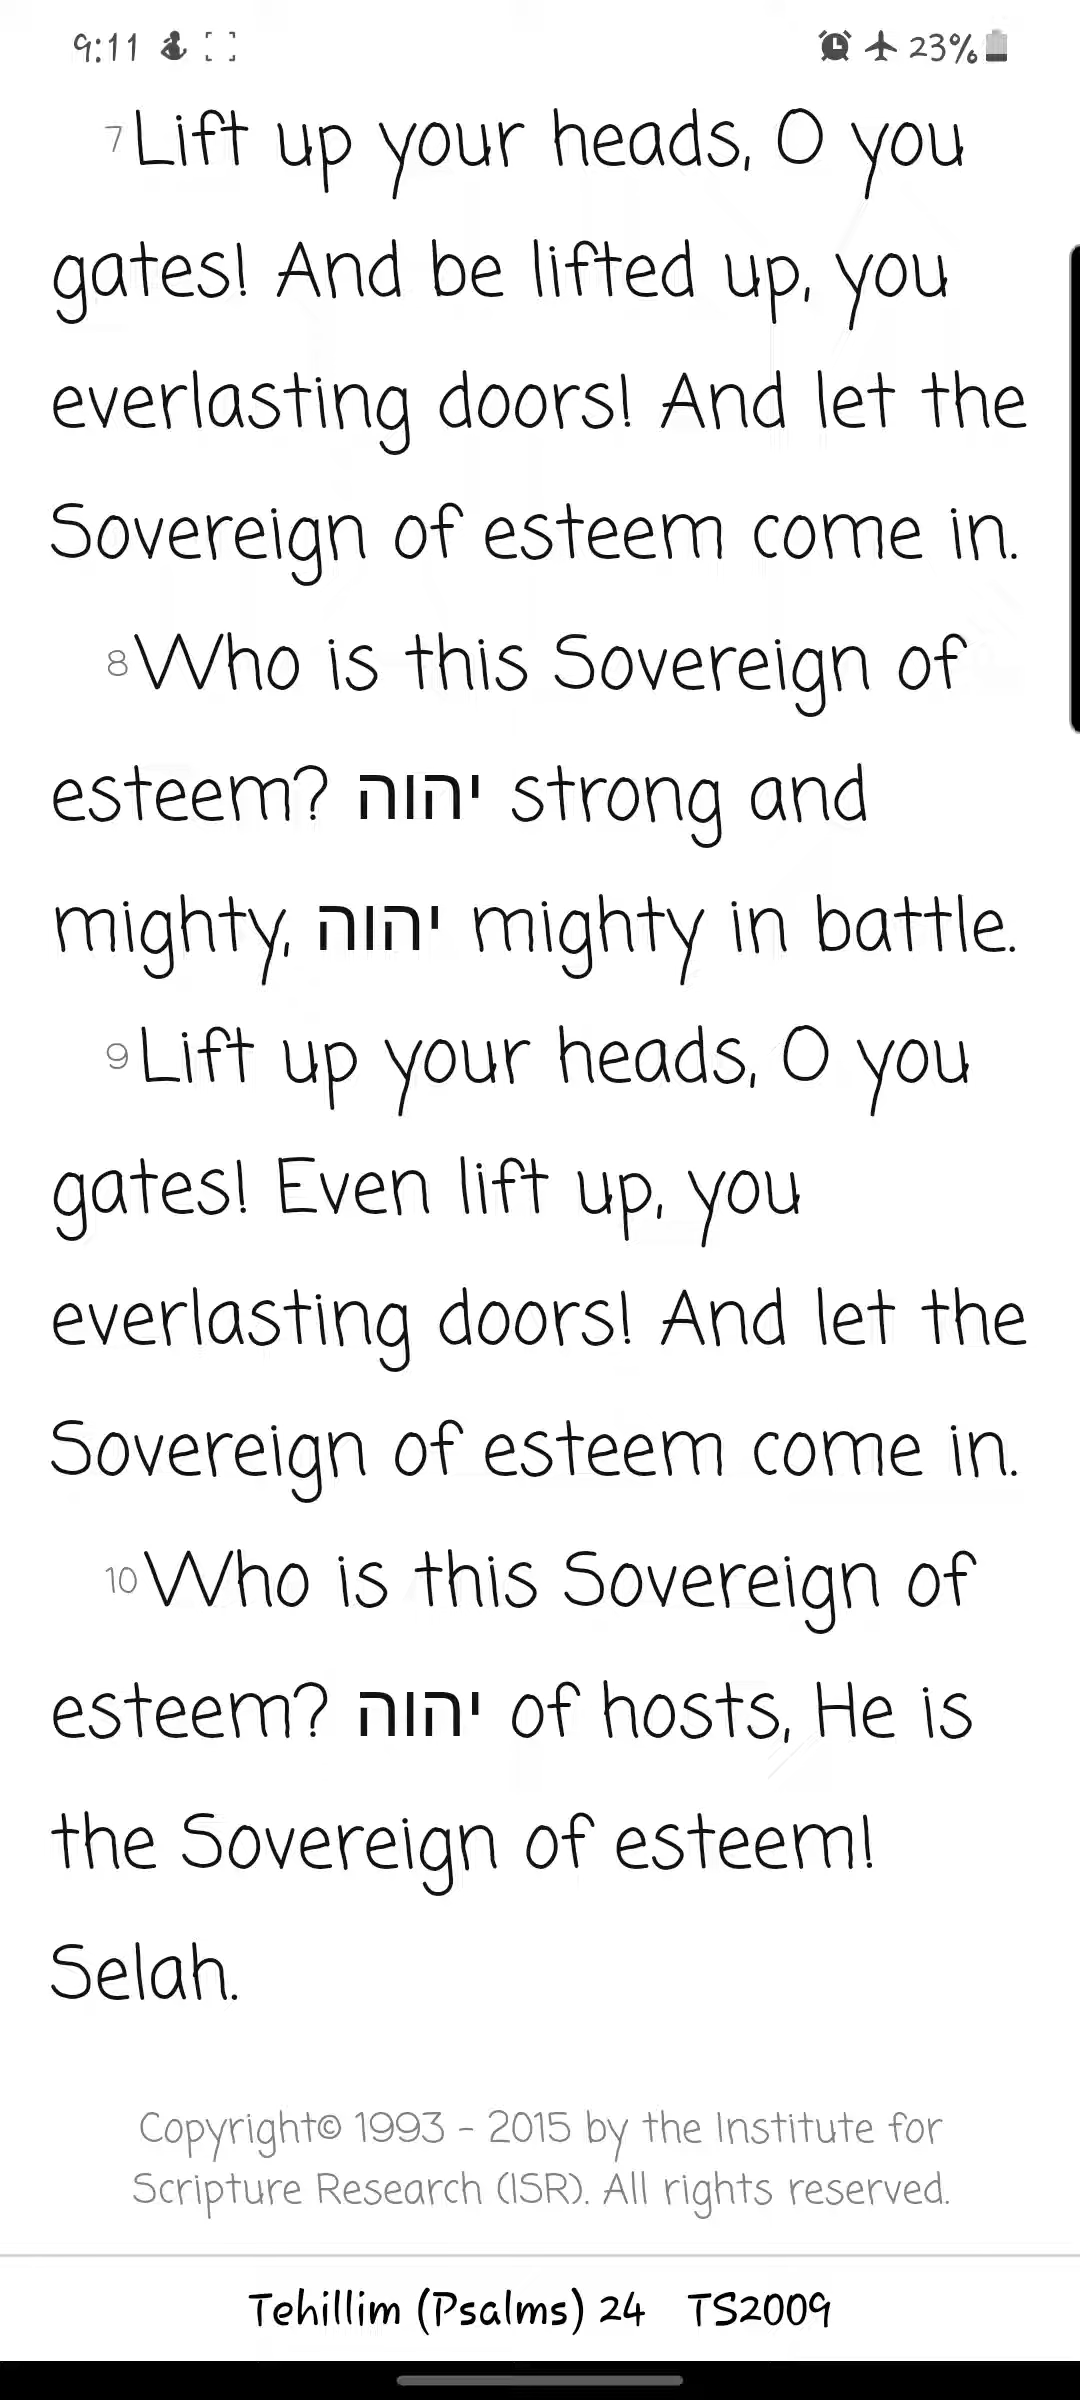 9:11 23%
7 Lift up your heads, O you
gates! And be lifted up, you
everlasting doors! And let the
Sovereign of esteem come in.
8 Who is this Sovereign of
esteem? יהוה strong and
mighty, יהוה mighty in battle.
9 Lift up your heads, O you
gates! Even lift up, you
everlasting doors! And let the
Sovereign of esteem come in.
10 Who is this Sovereign of
esteem? יהוה of hosts, He is
the Sovereign of esteem!
Selah.
Copyright© 1993 - 2015 by the Institute for
Scripture Research (ISR). All rights reserved.
Tehillim (Psalms) 24 TS2009